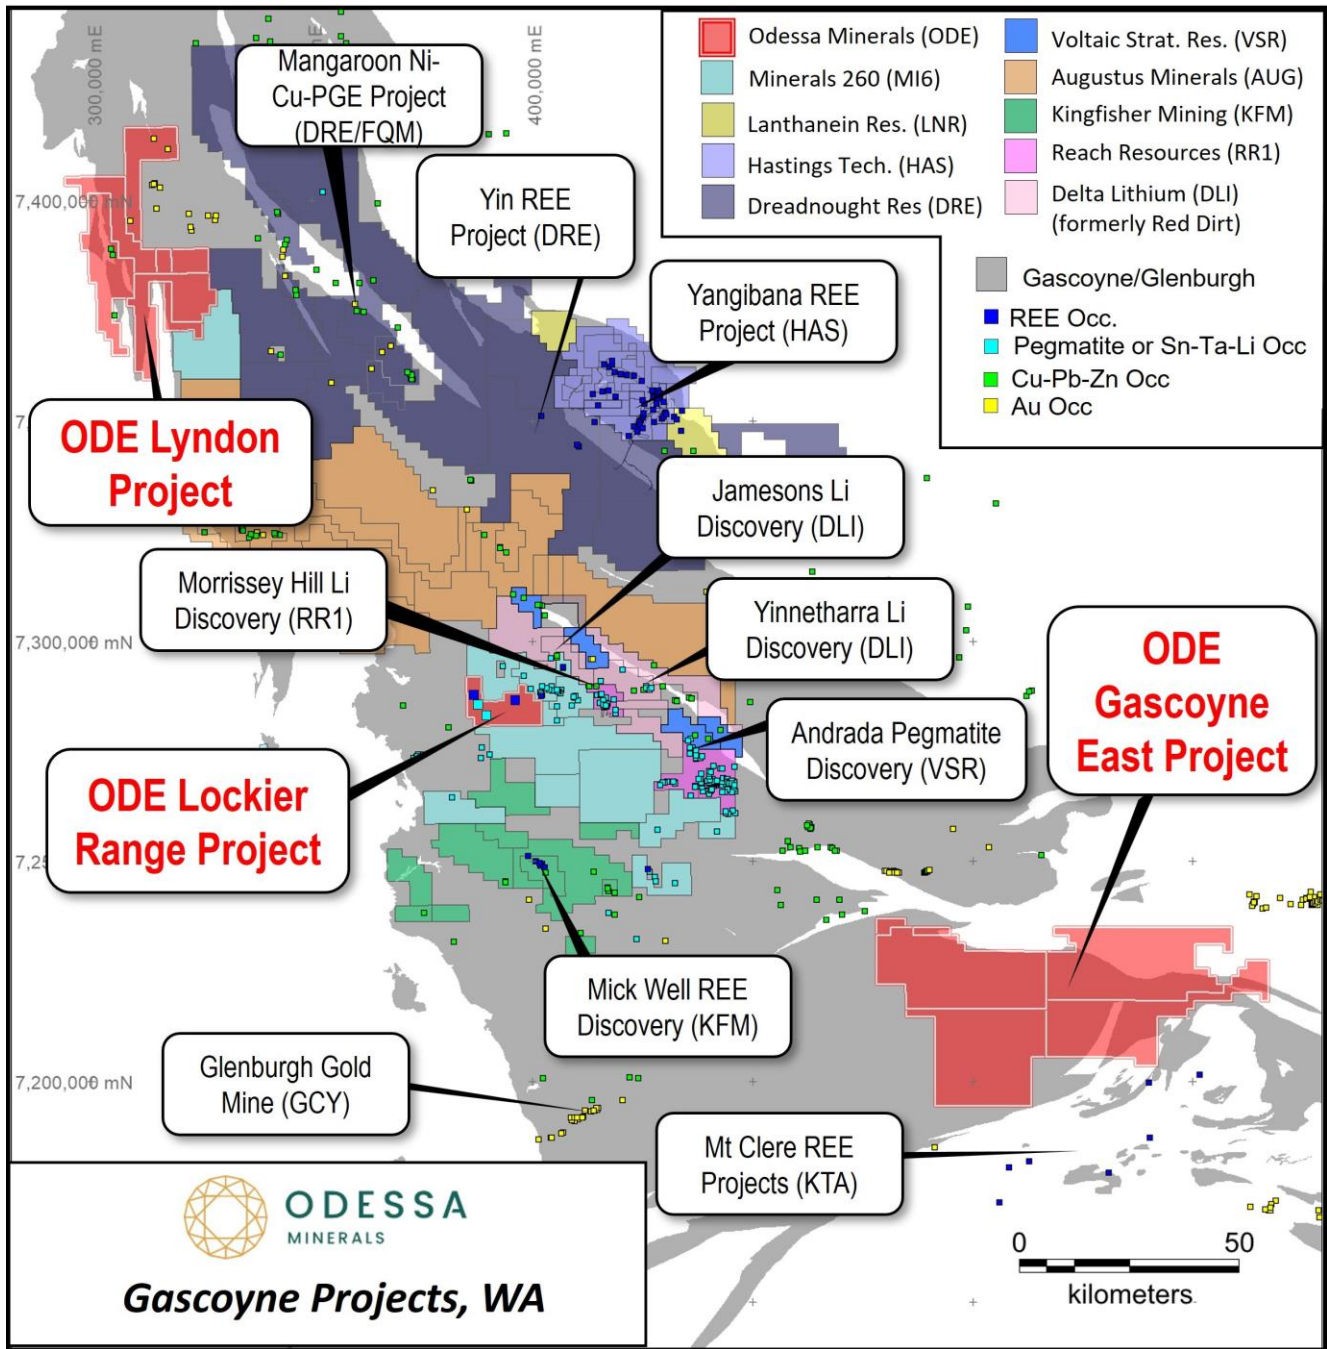 300,000 mE
400,000 mE
Mangaroon Ni-
Cu-PGE Project
(DRE/FQM)
Odessa Minerals (ODE)
Minerals 260 (MI6)
Lanthanein Res. (LNR)
Hastings Tech. (HAS)
Dreadnought Res (DRE)
Voltaic Strat. Res. (VSR)
Augustus Minerals (AUG)
Kingfisher Mining (KFM)
Reach Resources (RR1)
Delta Lithium (DLI)
(formerly Red Dirt)
Gascoyne/Glenburgh
REE Occ.
Pegmatite or Sn-Ta-Li Occ
Cu-Pb-Zn Occ
Au Occ
7,400,000 mN
Yin REE
Project (DRE)
Yangibana REE
Project (HAS)
ODE Lyndon
Project
Jamesons Li
Discovery (DLI)
Morrissey Hill Li
Discovery (RR1)
Yinnetharra Li
Discovery (DLI)
7,300,000 mN
ODE
Gascoyne
East Project
Andrada Pegmatite
Discovery (VSR)
ODE Lockier
Range Project
Mick Well REE
Discovery (KFM)
Glenburgh Gold
Mine (GCY)
7,200,000 mN
Mt Clere REE
Projects (KTA)
ODESSA
MINERALS
Gascoyne Projects, WA
0 50
kilometers